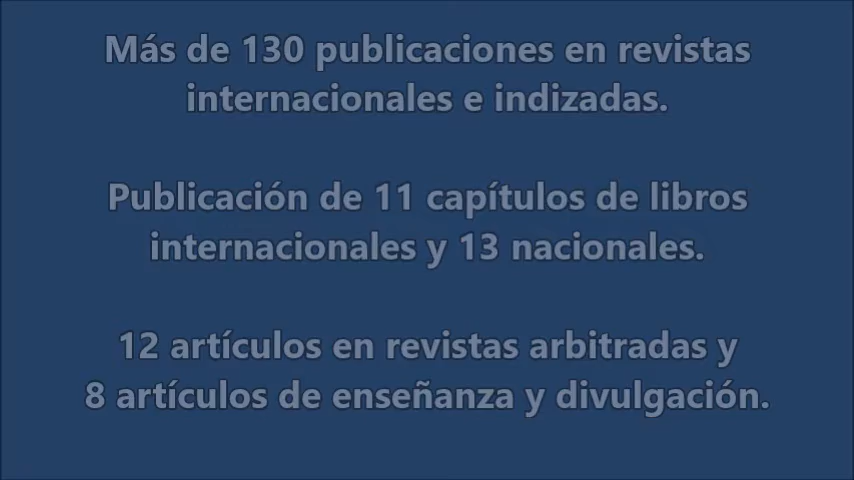 Más de 130 publicaciones en revistas
internacionales e indizadas.
Publicación de 11 capítulos de libros
internacionales y 13 nacionales.
12 artículos en revistas arbitradas y
8 artículos de enseñanza y divulgación.